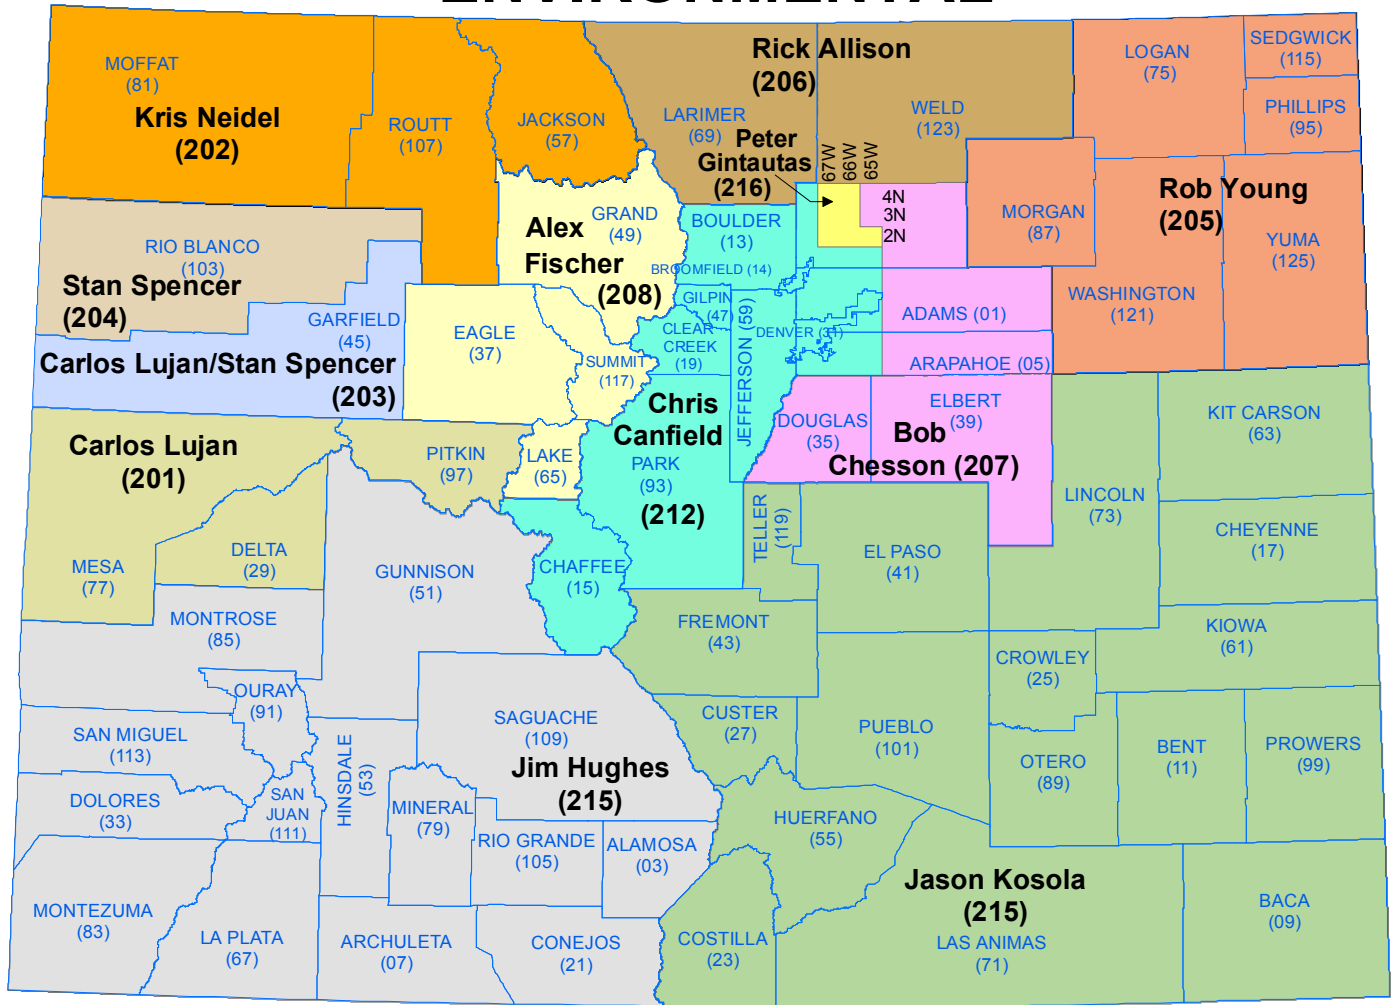 ENVIRONMENTAL
MOFFAT
(81)
Kris Neidel
(202)
ROUTT
(107)
JACKSON
(57)
LARIMER
(69)
Rick Allison
(206)
WELD
(123)
LOGAN
(75)
SEDGWICK
(115)
PHILLIPS
(95)
Peter
Gintautas
(216)
67W
66W
65W
4N
3N
2N
MORGAN
(87)
Rob Young
(205)
YUMA
(125)
WASHINGTON
(121)
RIO BLANCO
(103)
Stan Spencer
(204)
GARFIELD
(45)
Carlos Lujan/Stan Spencer
(203)
Alex
Fischer
(208)
GRAND
(49)
EAGLE
(37)
SUMMIT
(117)
LAKE
(65)
BOULDER
(13)
BROOMFIELD (14)
GILPIN
(47)
CLEAR
CREEK
(19)
JEFFERSON (59)
DENVER (31)
ADAMS (01)
ARAPAHOE (05)
Chris
Canfield
PARK
(93)
(212)
DOUGLAS
(35)
ELBERT
(39)
Bob
Chesson (207)
KIT CARSON
(63)
Carlos Lujan
(201)
PITKIN
(97)
MESA
(77)
DELTA
(29)
GUNNISON
(51)
CHAFFEE
(15)
TELLER
(119)
EL PASO
(41)
LINCOLN
(73)
CHEYENNE
(17)
MONTROSE
(85)
FREMONT
(43)
CROWLEY
(25)
KIOWA
(61)
OURAY
(91)
SAN MIGUEL
(113)
HINSDALE
(53)
SAGUACHE
(109)
Jim Hughes
(215)
CUSTER
(27)
PUEBLO
(101)
OTERO
(89)
BENT
(11)
PROWERS
(99)
DOLORES
(33)
SAN
JUAN
(111)
MINERAL
(79)
RIO GRANDE
(105)
ALAMOSA
(03)
HUERFANO
(55)
Jason Kosola
(215)
MONTEZUMA
(83)
LA PLATA
(67)
ARCHULETA
(07)
CONEJOS
(21)
COSTILLA
(23)
LAS ANIMAS
(71)
BACA
(09)